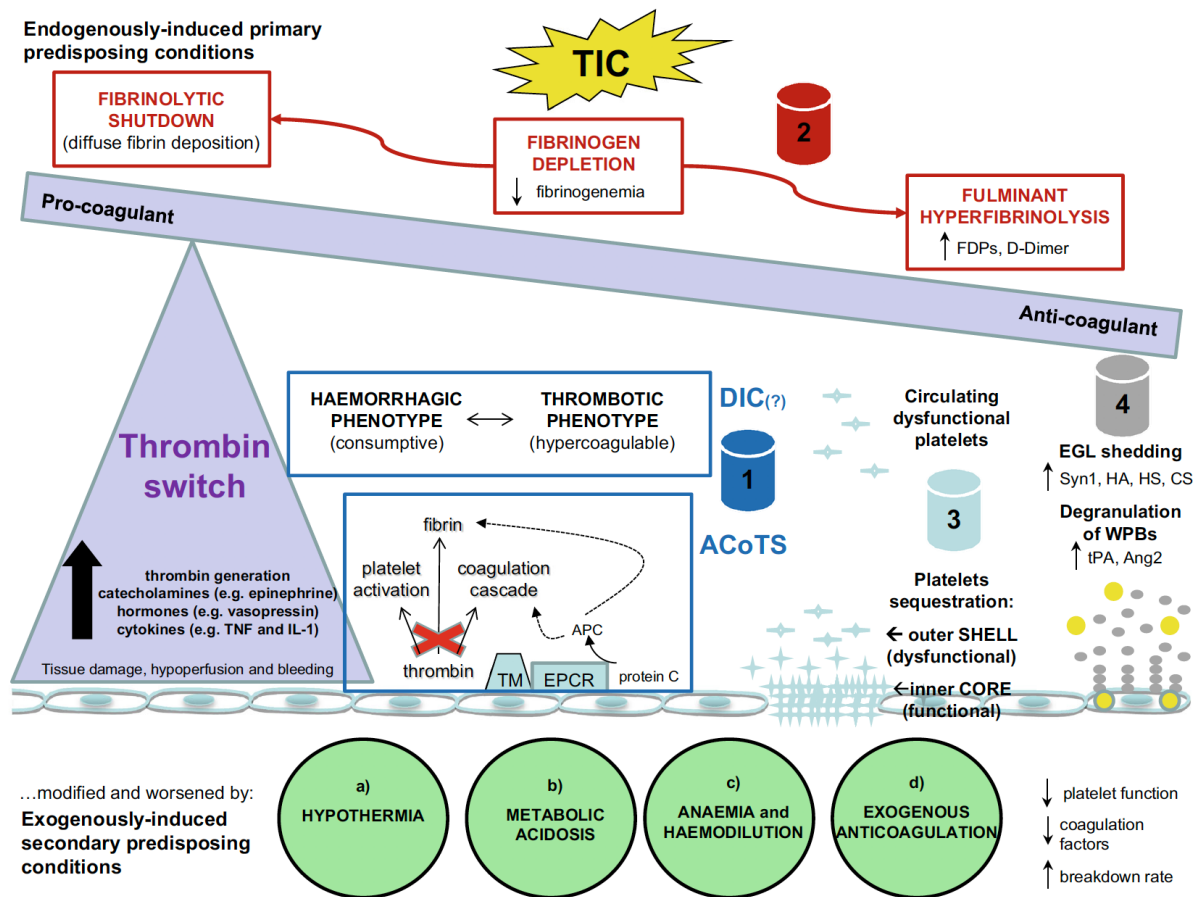 Endogenously-induced primary
predisposing conditions
TIC
FIBRINOLYTIC
SHUTDOWN
(diffuse fibrin deposition)
FIBRINOGEN
DEPLETION
↓ fibrinogenemia
2
FULMINANT
HYPERFIBRINOLYSIS
↑ FDPs, D-Dimer
Pro-coagulant
Anti-coagulant
Thrombin
switch
thrombin generation
catecholamines (e.g. epinephrine)
hormones (e.g. vasopressin)
cytokines (e.g. TNF and IL-1)
Tissue damage, hypoperfusion and bleeding
HAEMORRHAGIC
PHENOTYPE
(consumptive)
THROMBOTIC
PHENOTYPE
(hypercoagulable)
DIC(?)
1
ACoTS
fibrin
platelet
activation
coagulation
cascade
APC
thrombin
TM
EPCR
protein C
Circulating
dysfunctional
platelets
3
Platelets
sequestration:
← outer SHELL
(dysfunctional)
←inner CORE
(functional)
4
EGL shedding
↑ Syn1, HA, HS, CS
Degranulation
of WPBs
↑ tPA, Ang2
...modified and worsened by:
Exogenously-induced
secondary predisposing
conditions
a)
HYPOTHERMIA
b)
METABOLIC
ACIDOSIS
c)
ANAEMIA and
HAEMODILUTION
d)
EXOGENOUS
ANTICOAGULATION
↓ platelet function
↓ coagulation
factors
↑ breakdown rate